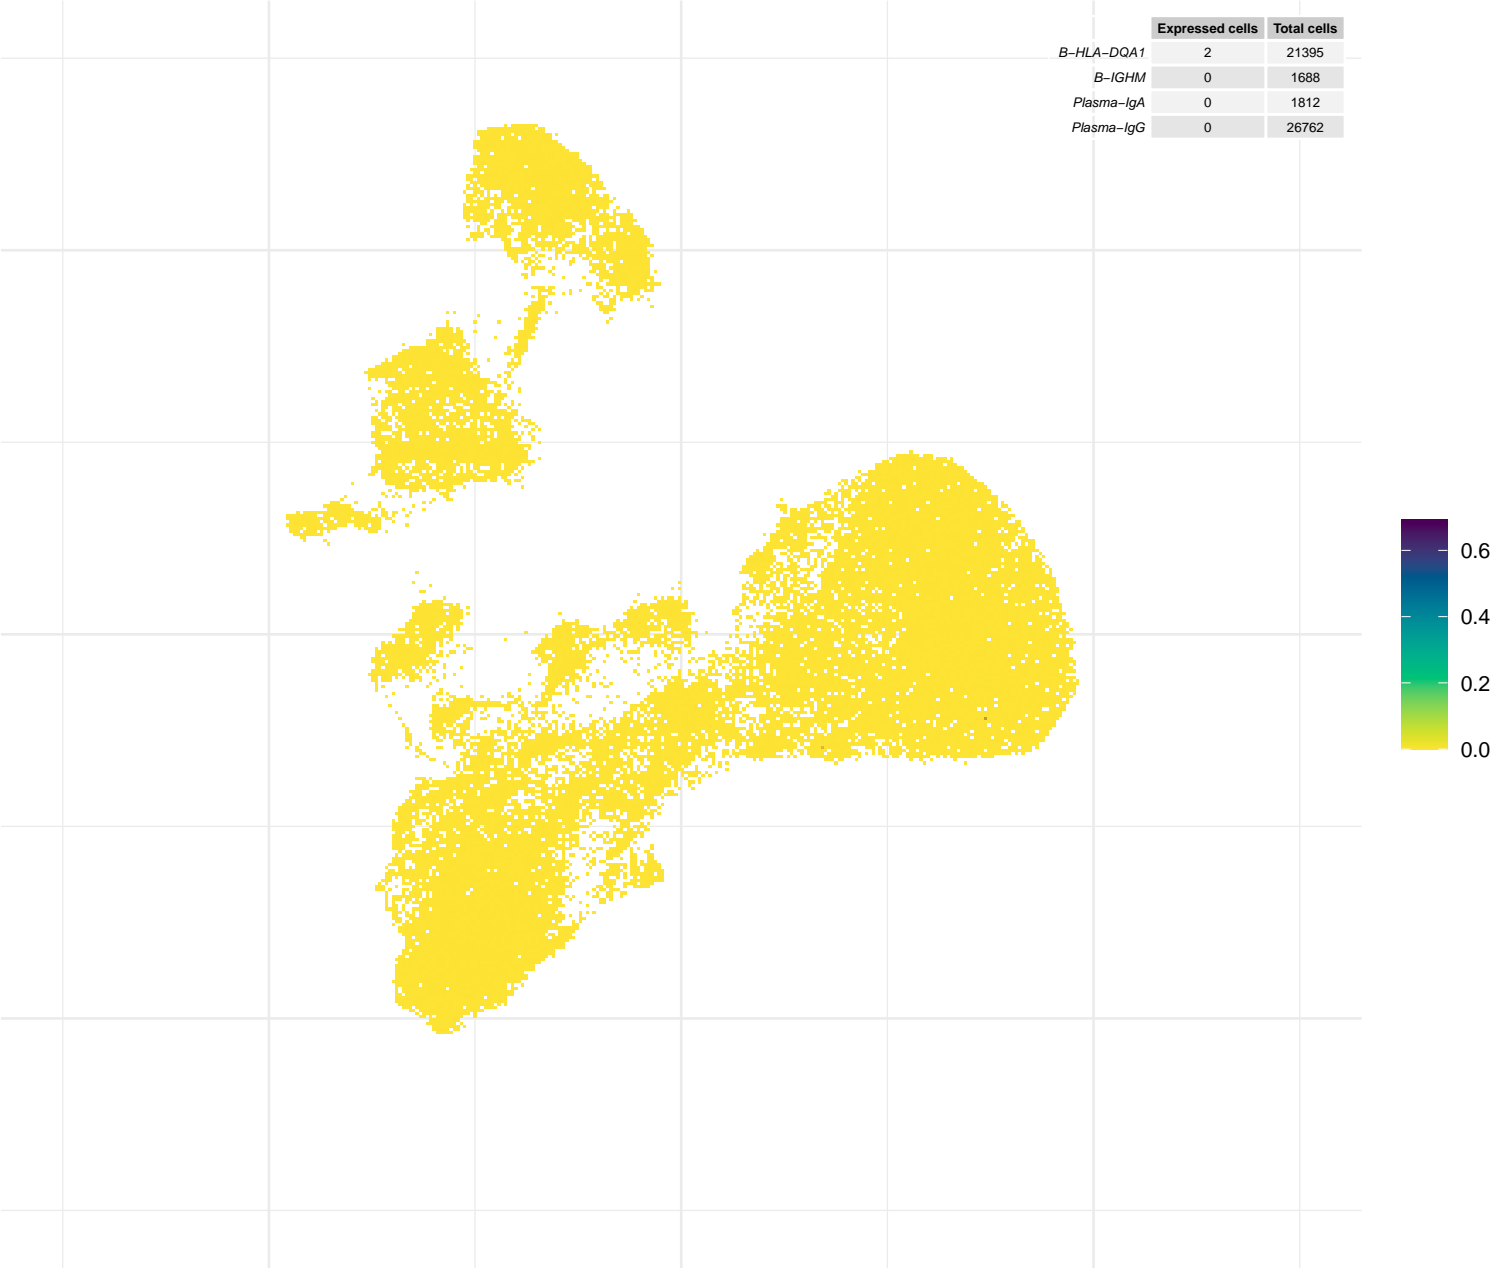 Expressed cells Total cells
B−HLA−DQA1 2 21395
B−IGHM 0 1688
Plasma−IgA 0 1812
Plasma−IgG 0 26762
0.6
0.4
0.2
0.0